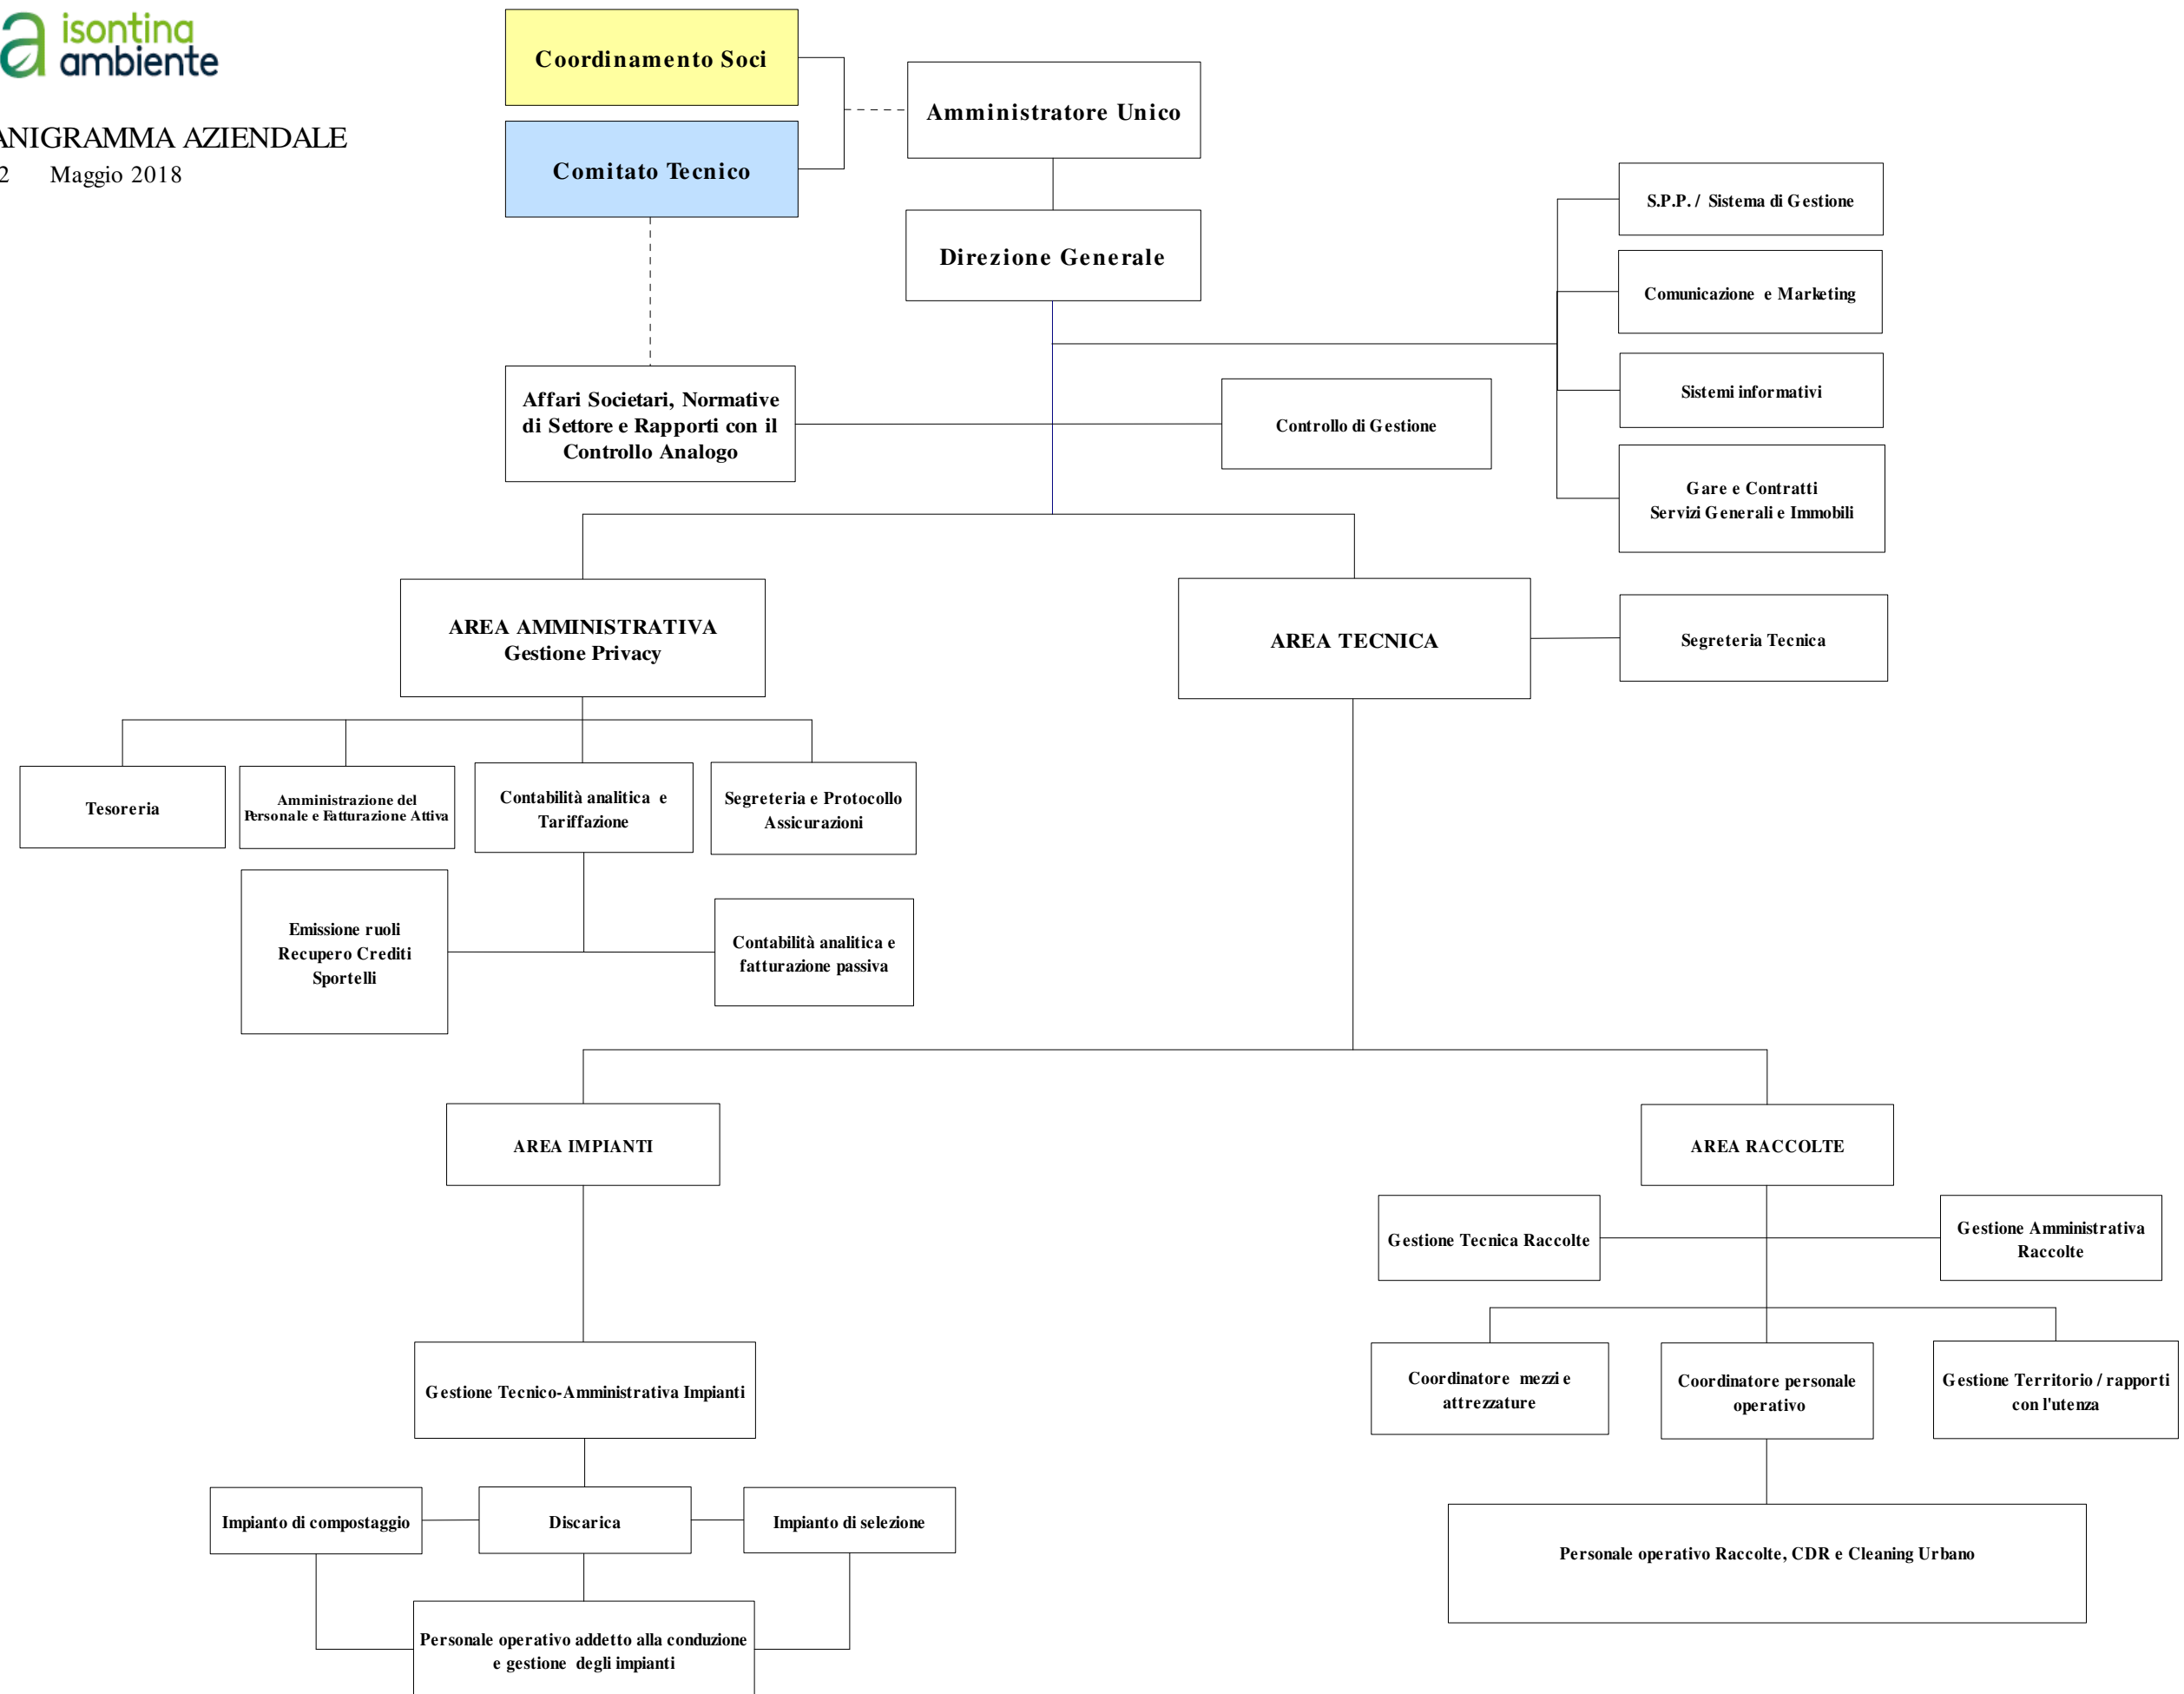 isontina
ambiente
ANIGRAMMA AZIENDALE
2 Maggio 2018
Coordinamento Soci
Comitato Tecnico
Amministratore Unico
Direzione Generale
S.P.P. / Sistema di Gestione
Comunicazione e Marketing
Sistemi informativi
Gare e Contratti
Servizi Generali e Immobili
Affari Societari, Normative
di Settore e Rapporti con il
Controllo Analogo
Controllo di Gestione
AREA AMMINISTRATIVA
Gestione Privacy
AREA TECNICA
Segreteria Tecnica
Tesoreria
Amministrazione del
Personale e Fatturazione Attiva
Contabilità analitica e
Tariffazione
Segreteria e Protocollo
Assicurazioni
Emissione ruoli
Recupero Crediti
Sportelli
Contabilità analitica e
fatturazione passiva
AREA IMPIANTI
AREA RACCOLTE
Gestione Tecnica Raccolte
Gestione Amministrativa
Raccolte
Gestione Tecnico-Amministrativa Impianti
Coordinatore mezzi e
attrezzature
Coordinatore personale
operativo
Gestione Territorio / rapporti
con l'utenza
Impianto di compostaggio
Discarica
Impianto di selezione
Personale operativo Raccolte, CDR e Cleaning Urbano
Personale operativo addetto alla conduzione
e gestione degli impianti